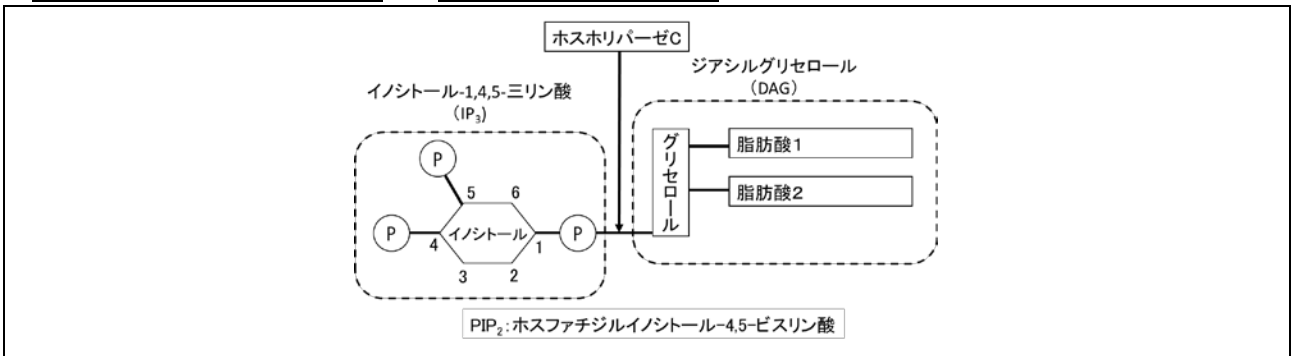 ホスホリパーゼC
ジアシルグリセロール
(DAG)
イノシトール-1,4,5-三リン酸
(IP₃)
P
5
6
P
4
イノシトール
1
P
3
2
グリセロール
脂肪酸1
脂肪酸2
PIP₂:ホスファチジルイノシトール-4,5-ビスリン酸